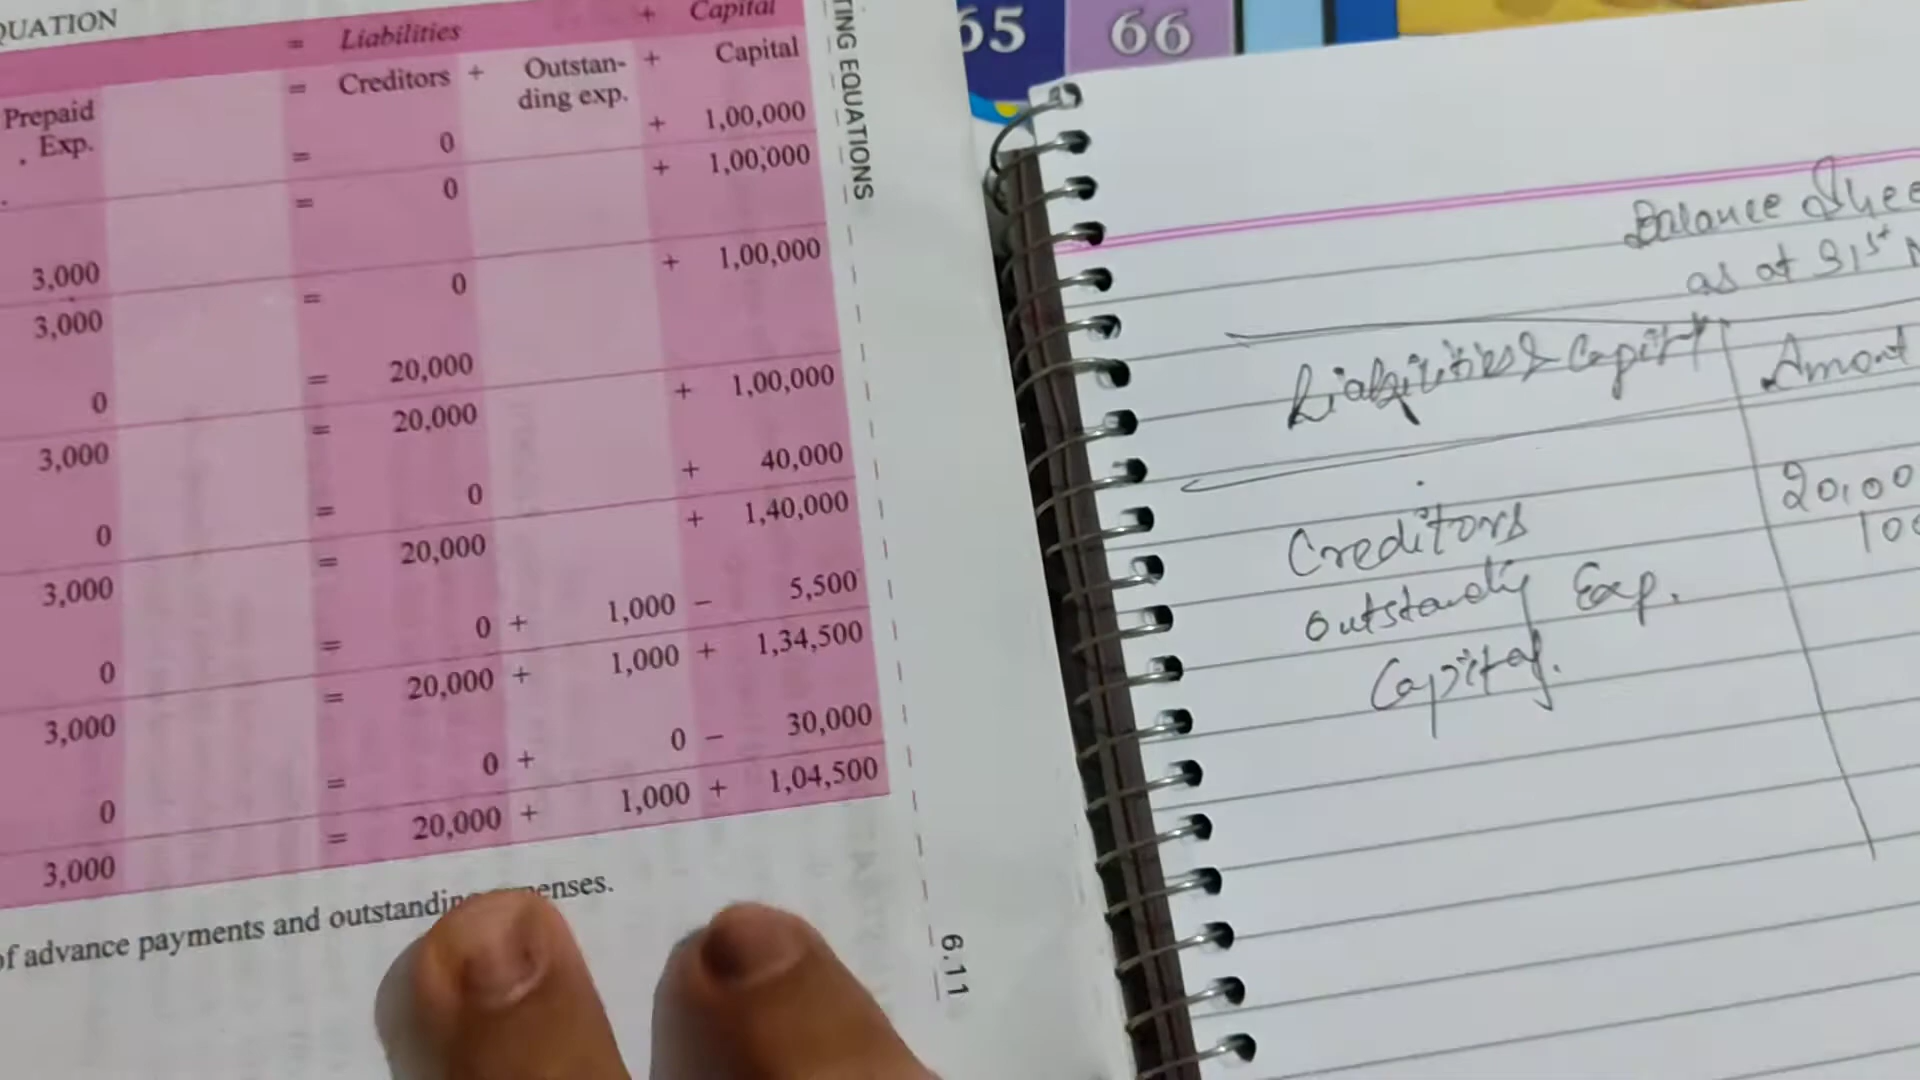 QUATION
= Liabilities + Capital
Prepaid Exp. = Creditors + Outstan-ding exp. + Capital
= 0 + 1,00,000
= 0 + 1,00,000
3,000 = 0 + 1,00,000
3,000
0 = 20,000
3,000 = 20,000 + 1,00,000
0 = 0 + 40,000
3,000 = 20,000 + 1,40,000
0 = 0 + 1,000 − 5,500
3,000 = 20,000 + 1,000 + 1,34,500
0 = 0 + 0 − 30,000
3,000 = 20,000 + 1,000 + 1,04,500
of advance payments and outstanding
enses.
TING EQUATIONS
6.11
65
66
Balance Shee
as at 31st
Liabilities & Capital
Amont
Creditors 20,00
Outstandig Exp. 100
Capital.